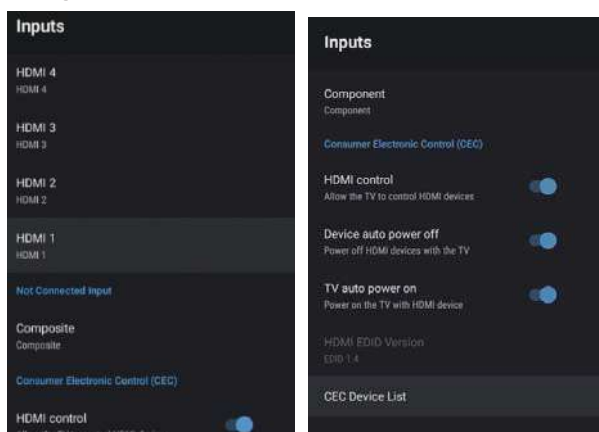 Inputs
HDMI 4
HDMI 4
HDMI 3
HDMI 3
HDMI 2
HDMI 2
HDMI 1
HDMI 1
Not Connected Input
Composite
Composite
Consumer Electronic Control (CEC)
HDMI control
Inputs
Component
Component
Consumer Electronic Control (CEC)
HDMI control
Allow the TV to control HDMI devices
Device auto power off
Power off HDMI devices with the TV
TV auto power on
Power on the TV with HDMI device
HDMI EDID Version
EDID 1.4
CEC Device List